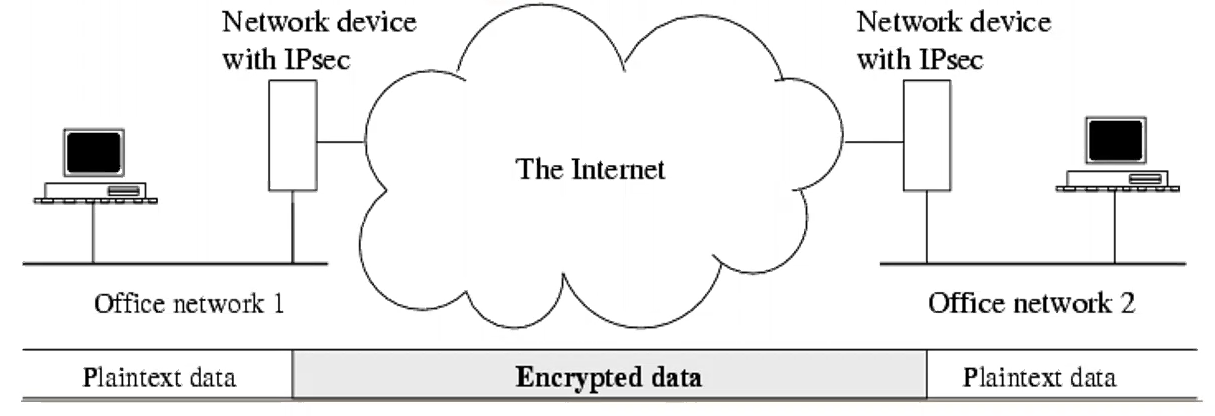 Network device
with IPsec
Network device
with IPsec
The Internet
Office network 1
Office network 2
Plaintext data
Encrypted data
Plaintext data